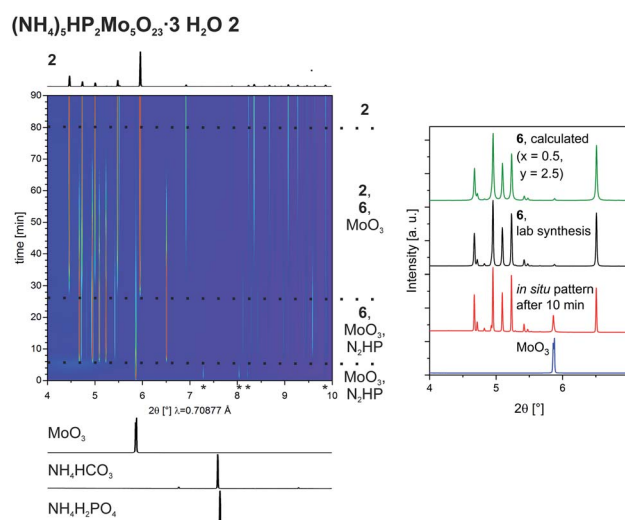 (NH₄)₅HP₂Mo₅O₂₃·3 H₂O 2
2
90
80
70
60
50
40
30
20
10
0
time [min]
4 5 6 7 8 9 10
* * * *
2θ [°] λ=0.70877 Å
2
2,
6,
MoO₃
6,
MoO₃,
N₂HP
MoO₃,
N₂HP
MoO₃
NH₄HCO₃
NH₄H₂PO₄
6, calculated
(x = 0.5,
y = 2.5)
6,
lab synthesis
in situ pattern
after 10 min
MoO₃
Intensity [a. u.]
4 5 6
2θ [°]